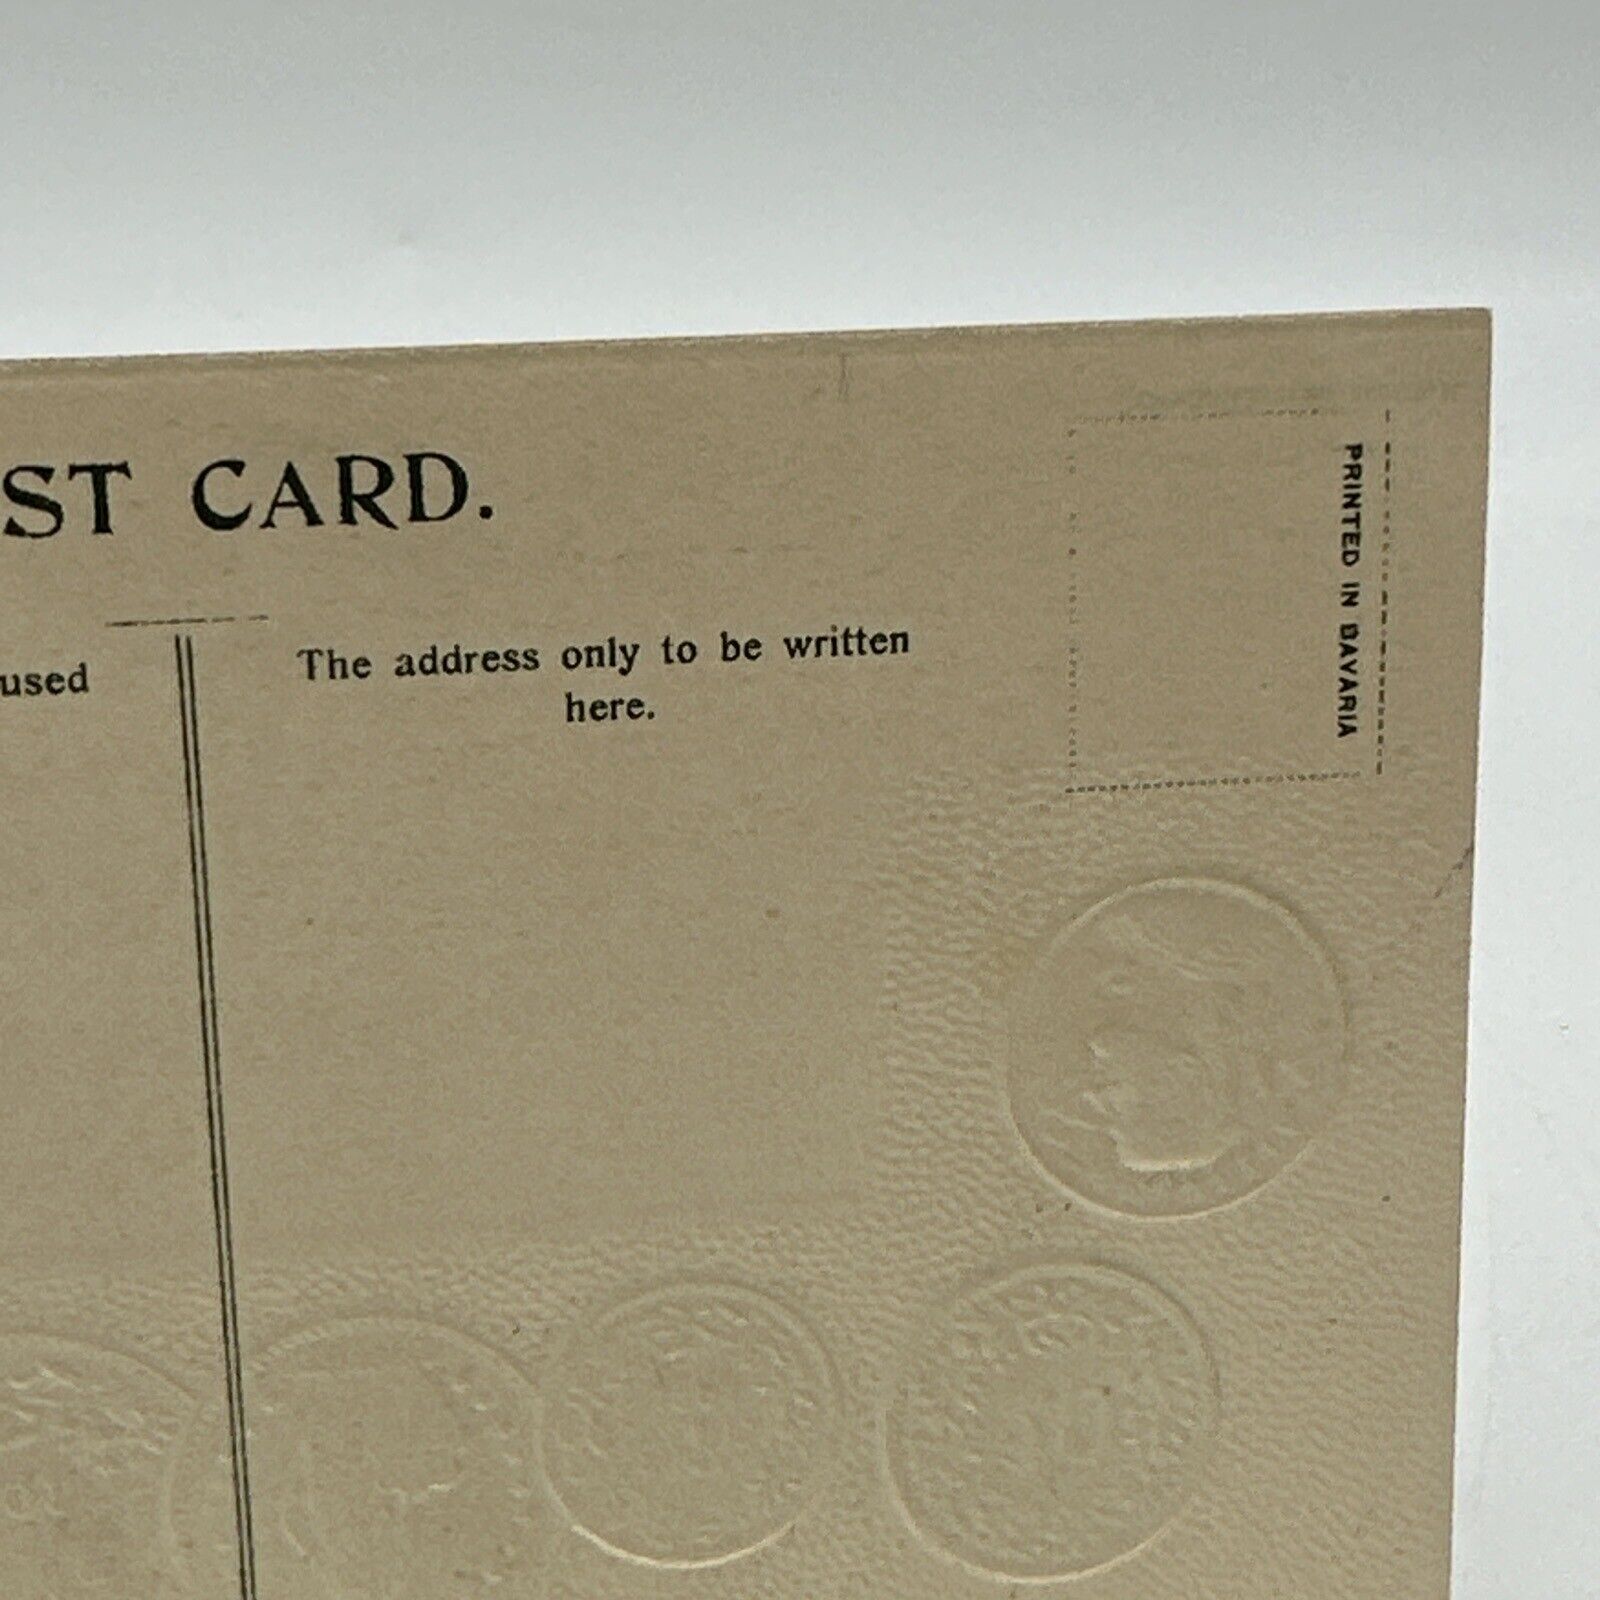 ST CARD.
used
The address only to be written
here.
PRINTED IN BAVARIA